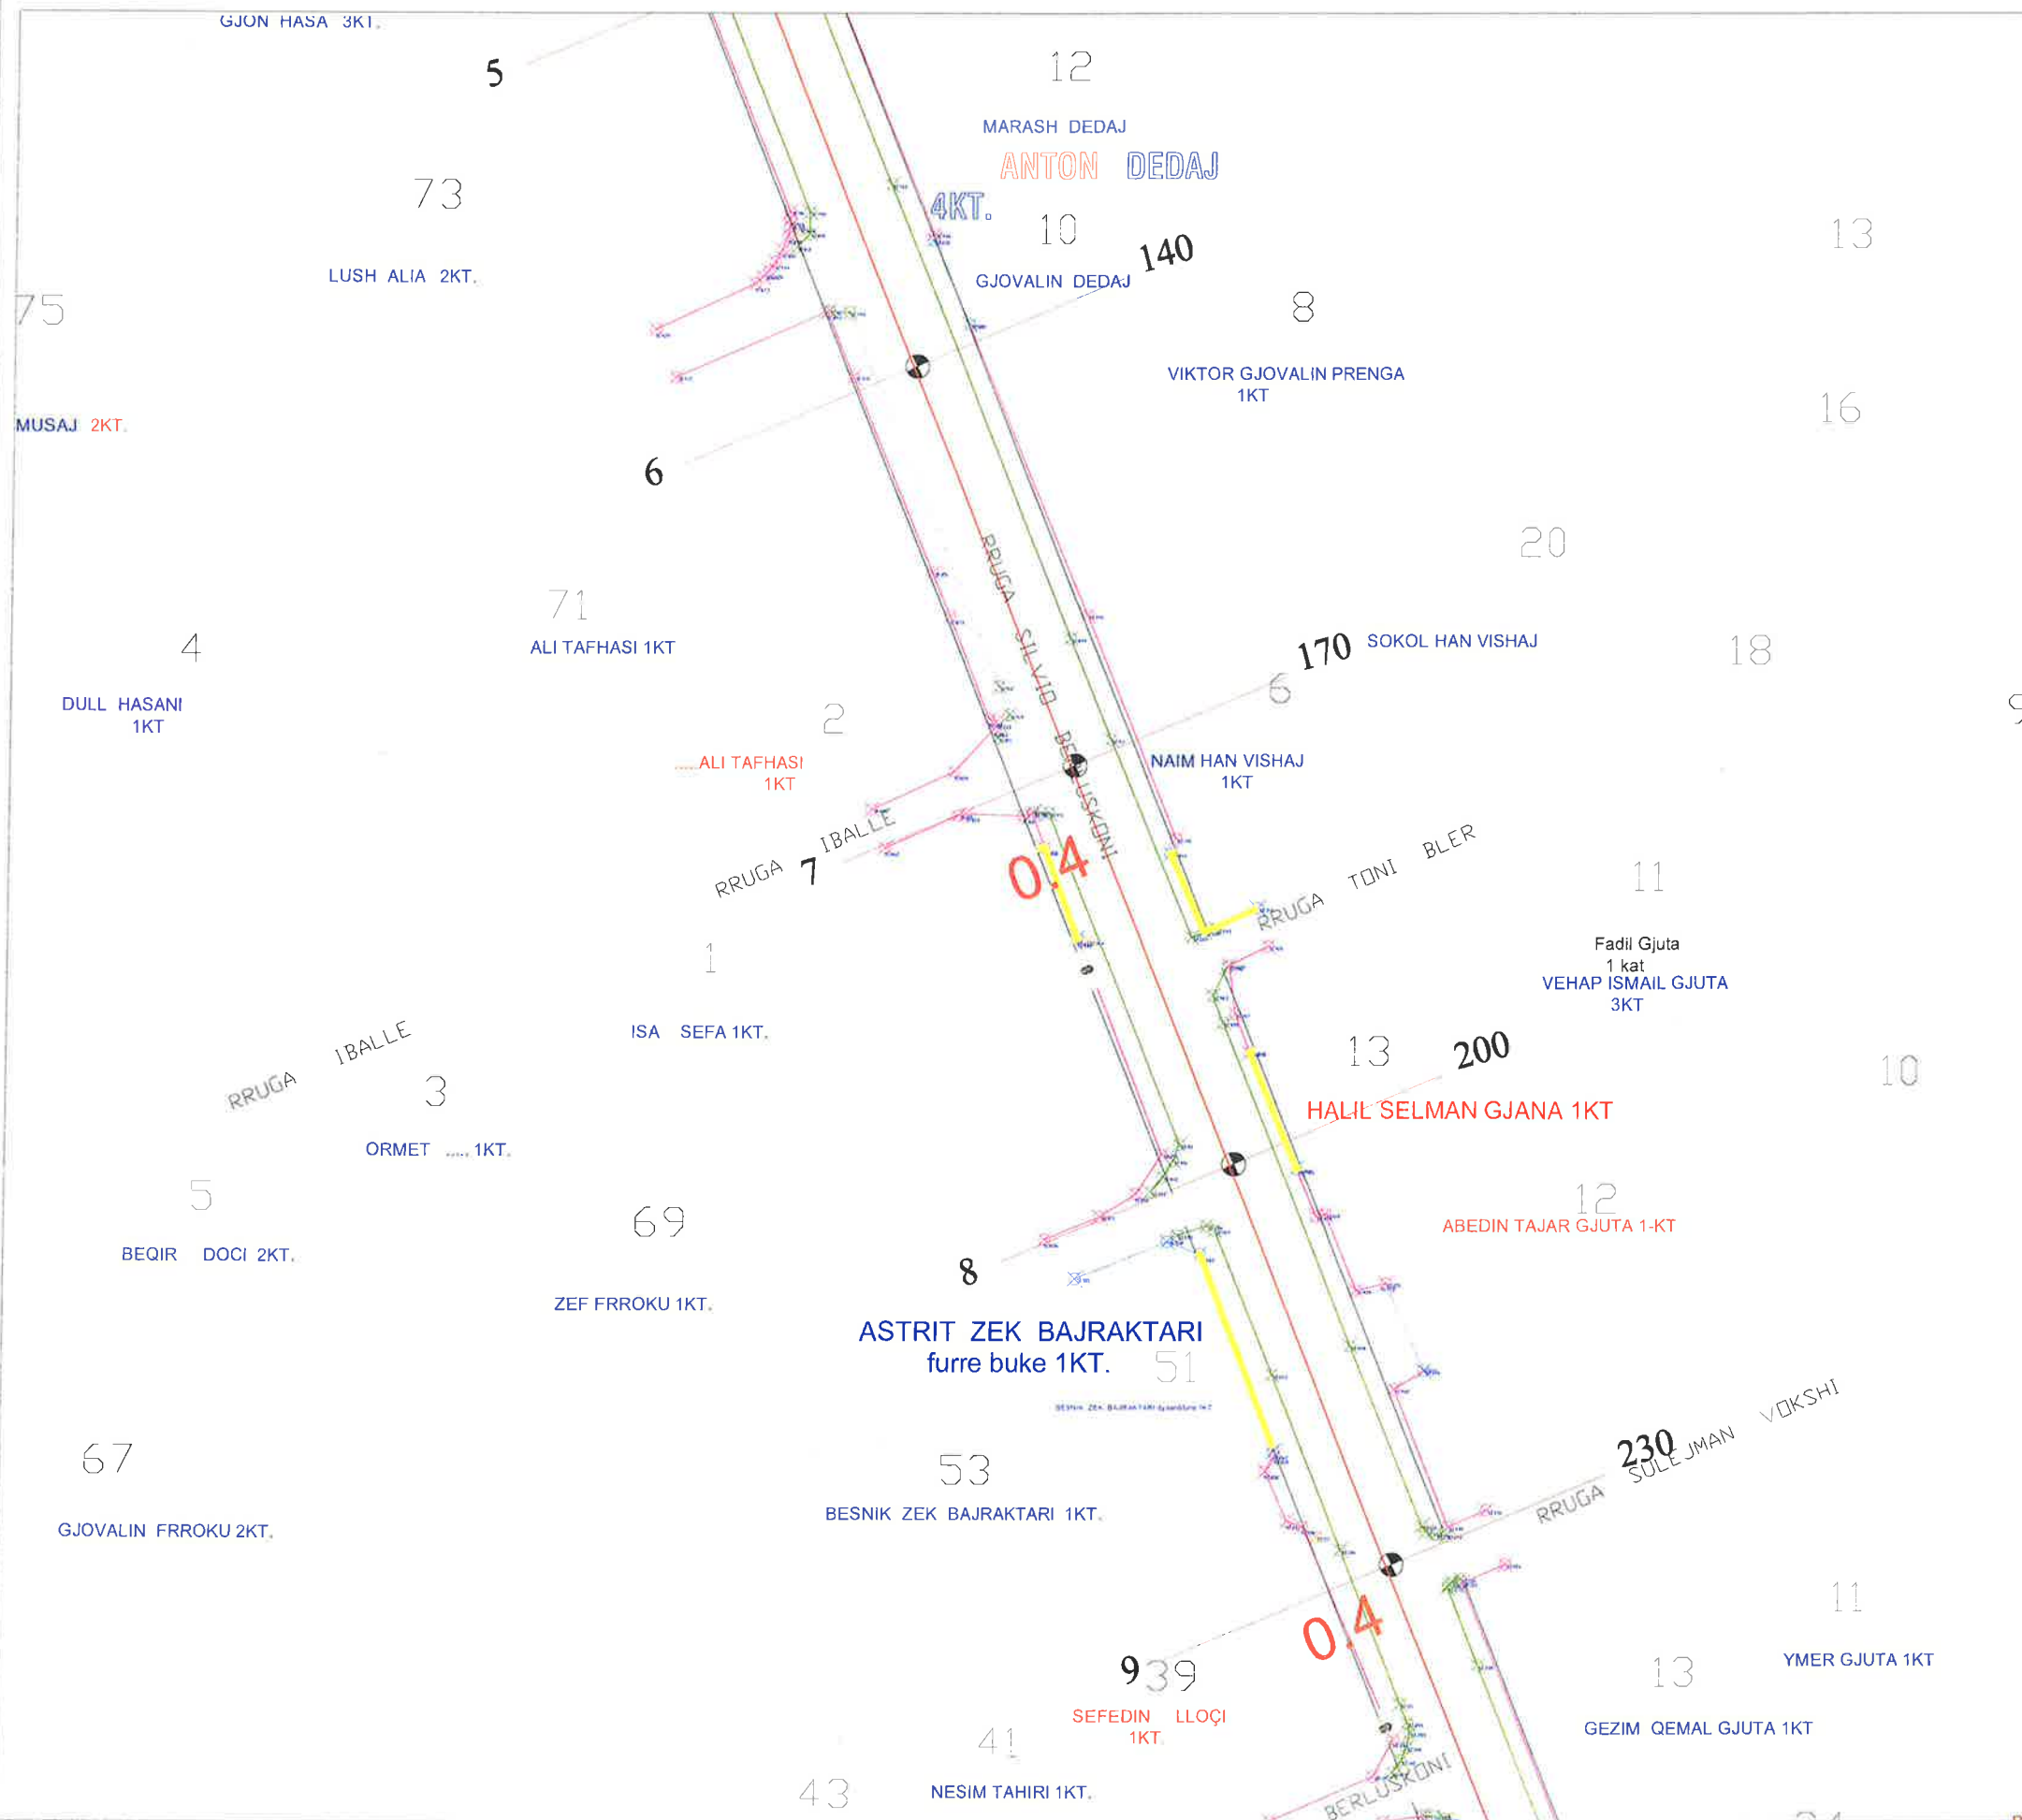 GJON HASA 3KT.
5
12
MARASH DEDAJ
ANTON DEDAJ
4KT.
73
10
140
13
LUSH ALIA 2KT.
GJOVALIN DEDAJ
75
8
VIKTOR GJOVALIN PRENGA
1KT
16
MUSAJ 2KT.
6
20
RRUGA SILVIO BERLUSKONI
71
4
ALI TAFHASI 1KT
170
SOKOL HAN VISHAJ
18
6
DULL HASANI
1KT
2
9
.....ALI TAFHASI
1KT
NAIM HAN VISHAJ
1KT
RRUGA IBALLE
7
0.4
RRUGA TONI BLER
11
Fadil Gjuta
1 kat
VEHAP ISMAIL GJUTA
3KT
1
ISA SEFA 1KT.
RRUGA IBALLE
13
200
3
10
HALIL SELMAN GJANA 1KT
ORMET ..... 1KT.
5
69
12
ABEDIN TAJAR GJUTA 1-KT
BEQIR DOCI 2KT.
8
ZEF FRROKU 1KT.
ASTRIT ZEK BAJRAKTARI
furre buke 1KT.
51
67
53
230
RRUGA SULEJMAN VOKSHI
GJOVALIN FRROKU 2KT.
BESNIK ZEK BAJRAKTARI 1KT.
0.4
11
9
39
13
YMER GJUTA 1KT
SEFEDIN LLOÇI
1KT.
GEZIM QEMAL GJUTA 1KT
41
43
NESIM TAHIRI 1KT.
BERLUSKONI